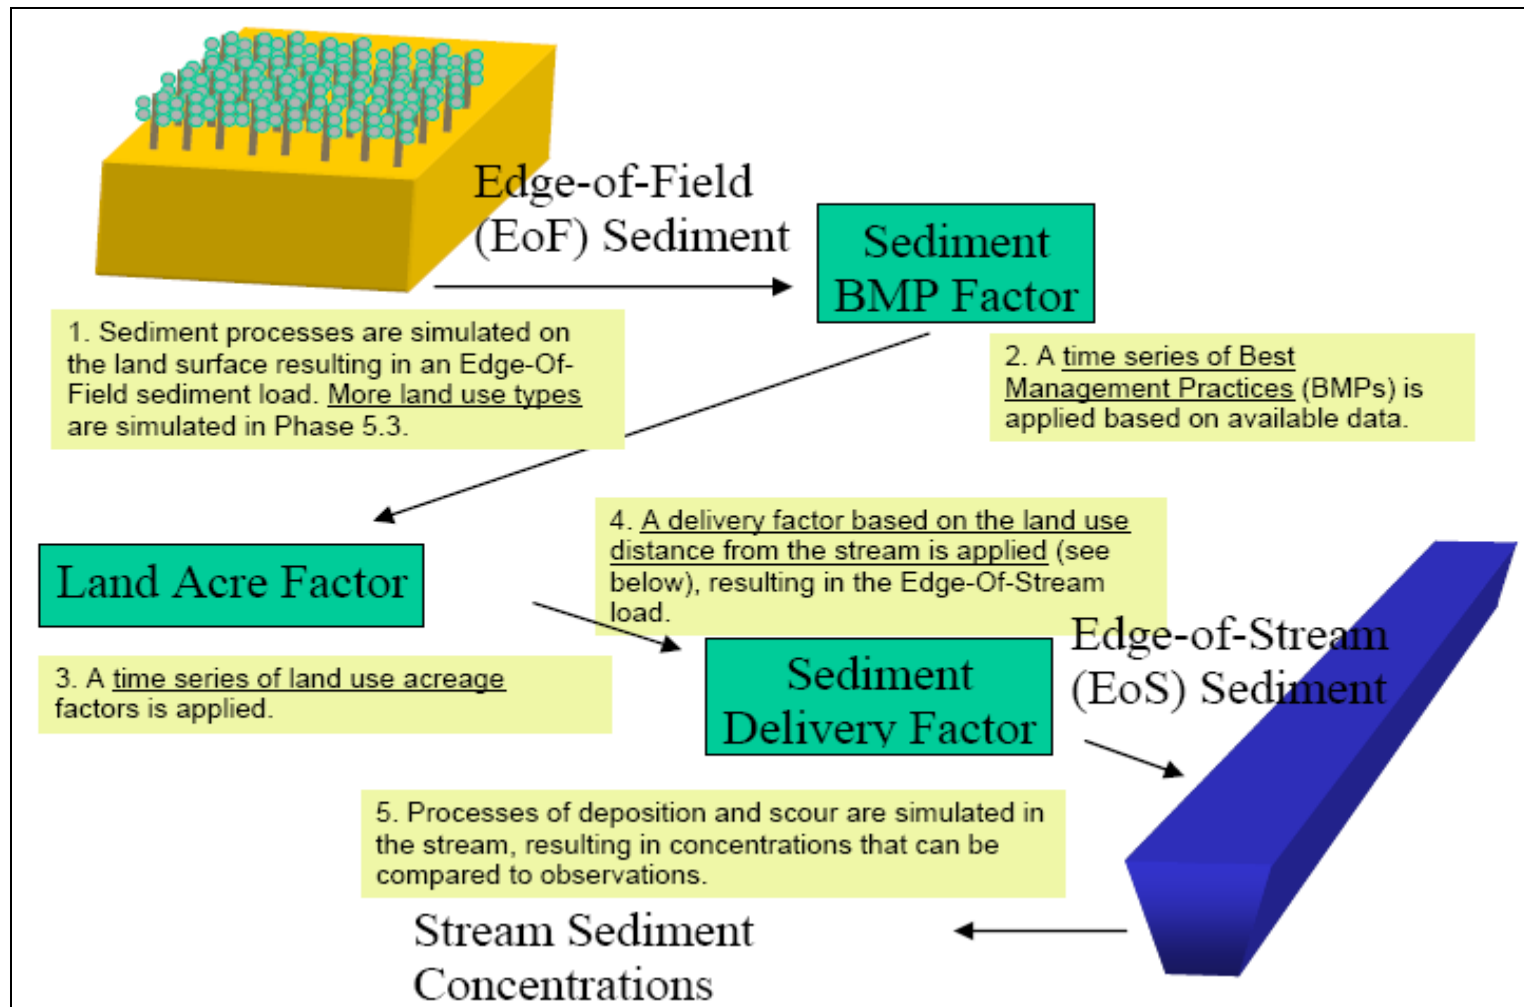 Edge-of-Field
(EoF) Sediment
Sediment
BMP Factor
1. Sediment processes are simulated on
the land surface resulting in an Edge-Of-
Field sediment load. More land use types
are simulated in Phase 5.3.
2. A time series of Best
Management Practices (BMPs) is
applied based on available data.
Land Acre Factor
3. A time series of land use acreage
factors is applied.
4. A delivery factor based on the land use
distance from the stream is applied (see
below), resulting in the Edge-Of-Stream
load.
Sediment
Delivery Factor
Edge-of-Stream
(EoS) Sediment
5. Processes of deposition and scour are simulated in
the stream, resulting in concentrations that can be
compared to observations.
Stream Sediment
Concentrations